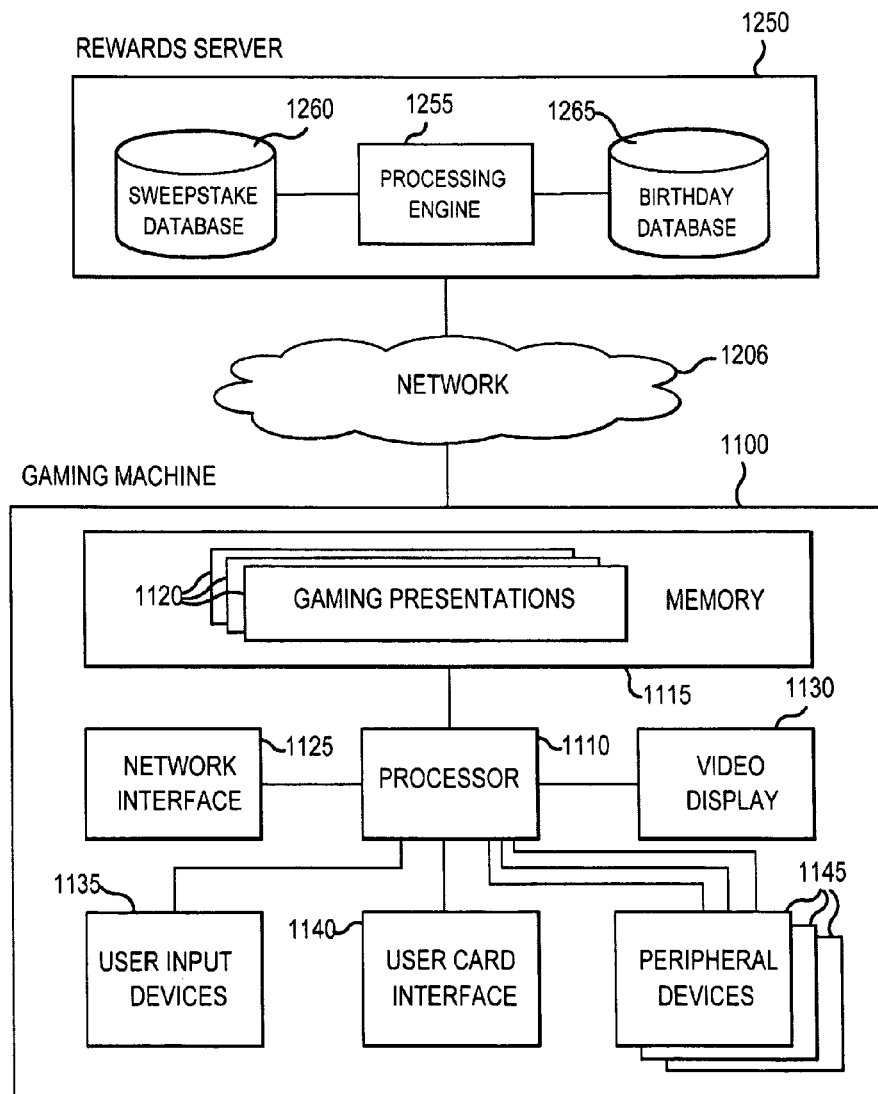 1250
REWARDS SERVER
1260
1255
1265
SWEEPSTAKE
DATABASE
PROCESSING
ENGINE
BIRTHDAY
DATABASE
1206
NETWORK
1100
GAMING MACHINE
1120
GAMING PRESENTATIONS
MEMORY
1115
1125
1110
1130
NETWORK
INTERFACE
PROCESSOR
VIDEO
DISPLAY
1135
1140
1145
USER INPUT
DEVICES
USER CARD
INTERFACE
PERIPHERAL
DEVICES